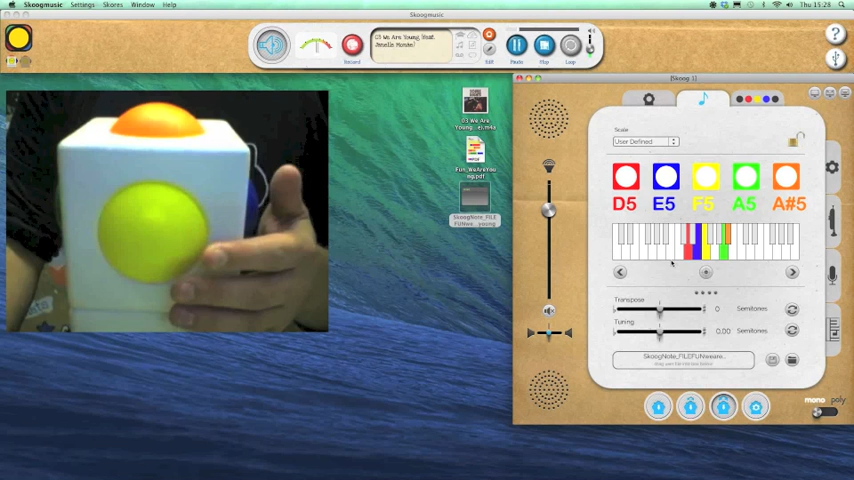 Skoogmusic Settings Skores Window Help
Thu 15:28
Skoogmusic
Record
03 We Are Young (feat.
Janelle Monáe)
Edit
Pause
Stop
Loop
?
[Skoog 1]
03 We Are
Young...e).m4a
Fun_WeAreYou
ng.pdf
SkoogNote_FILE
FUNwe...young
Scale
User Defined
D5 E5 F5 A5 A#5
Transpose
0 Semitones
Tuning
0.00 Semitones
SkoogNote_FILEFUNweare...
mono poly